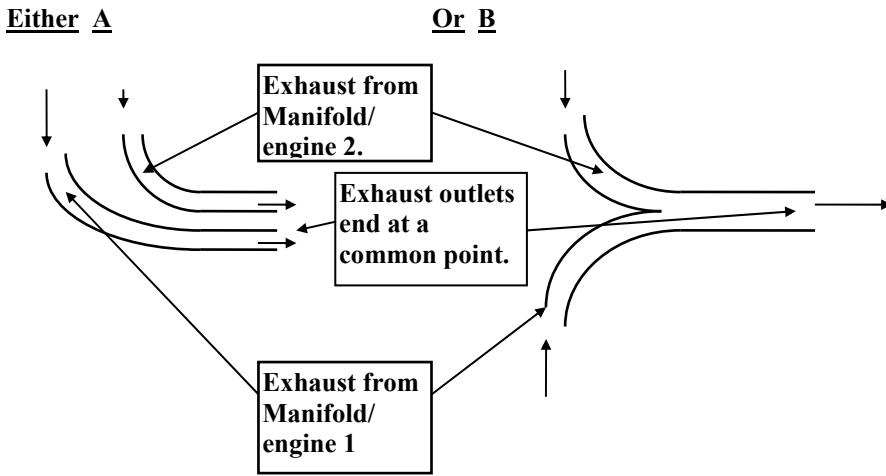 Either A
Or B
Exhaust from
Manifold/
engine 2.
Exhaust outlets
end at a
common point.
Exhaust from
Manifold/
engine 1